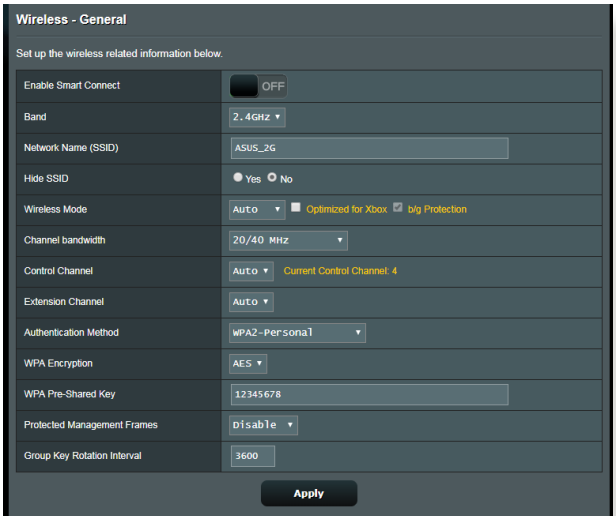 Wireless - General
Set up the wireless related information below.
Enable Smart Connect OFF
Band 2.4GHz
Network Name (SSID) ASUS_2G
Hide SSID Yes No
Wireless Mode Auto Optimized for Xbox b/g Protection
Channel bandwidth 20/40 MHz
Control Channel Auto Current Control Channel: 4
Extension Channel Auto
Authentication Method WPA2-Personal
WPA Encryption AES
WPA Pre-Shared Key 12345678
Protected Management Frames Disable
Group Key Rotation Interval 3600
Apply